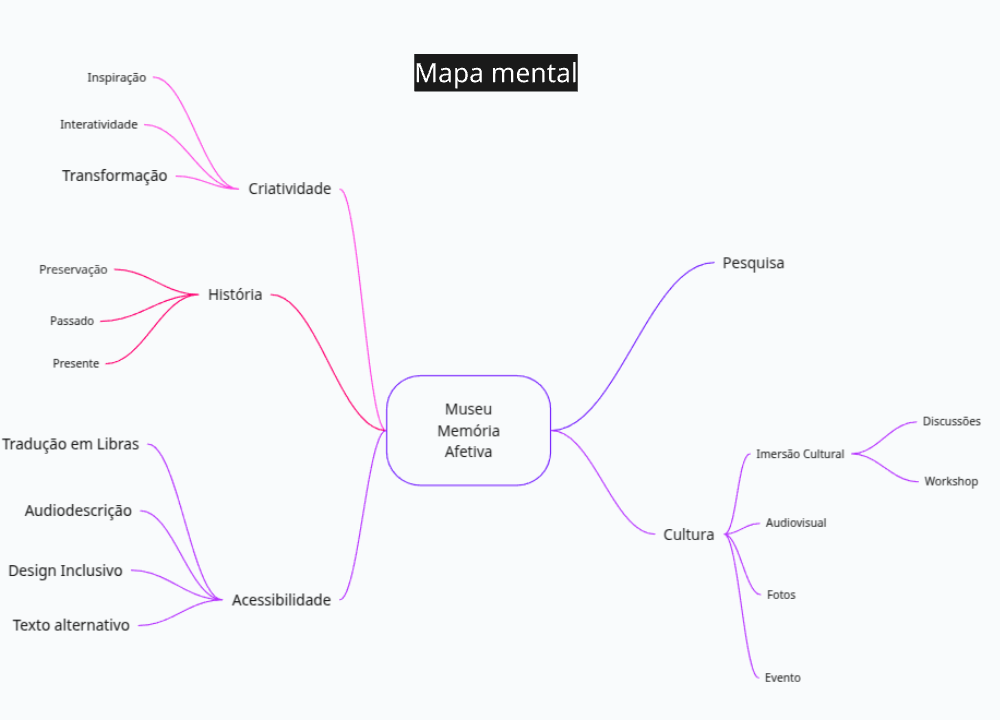 Mapa mental
Inspiração
Interatividade
Transformação
Criatividade
Preservação
História
Passado
Presente
Tradução em Libras
Audiodescrição
Design Inclusivo
Texto alternativo
Acessibilidade
Museu
Memória
Afetiva
Pesquisa
Cultura
Imersão Cultural
Discussões
Workshop
Audiovisual
Fotos
Evento